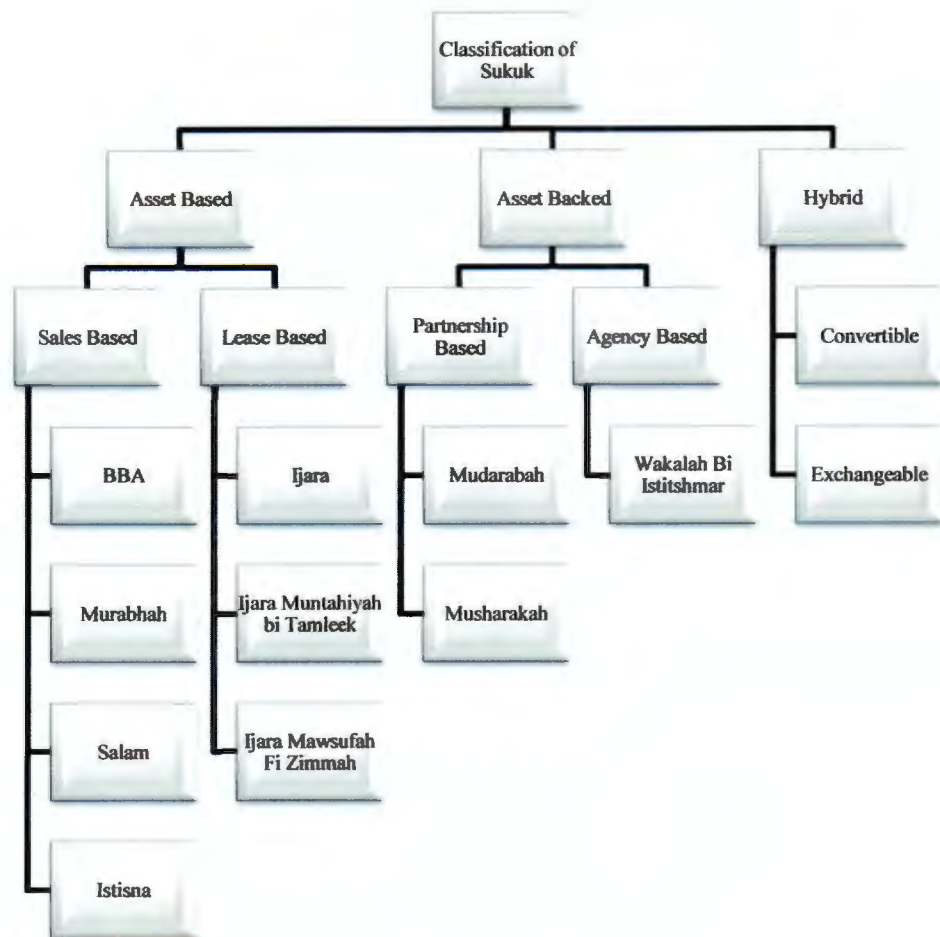 Classification of
Sukuk
Asset Based
Asset Backed
Hybrid
Sales Based
Lease Based
Partnership
Based
Agency Based
Convertible
BBA
Ijara
Mudarabah
Wakalah Bi
Istitshmar
Exchangeable
Murabhah
Ijara Muntahiyah
bi Tamleek
Musharakah
Salam
Ijara Mawsufah
Fi Zimmah
Istisna